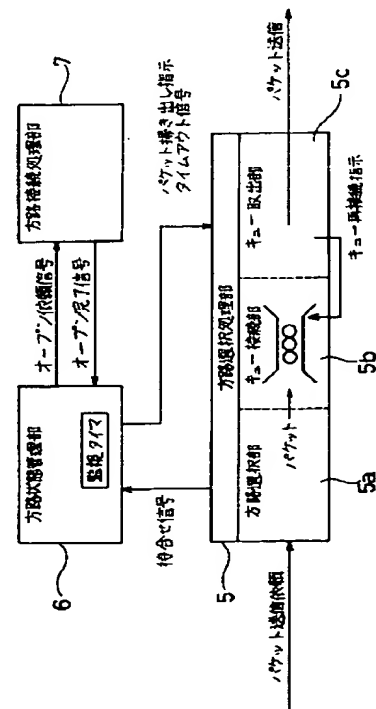 7
方路接続処理部
オープン依頼信号
オープン完了信号
方路状態管理部
監視タイマ
6
待合せ信号
パケット掃き出し指示
タイムアウト信号
パケット送信
5c
方路選択処理部
キュー取出部
キュー再接続指示
キュー接続部
5b
パケット
方路選択部
5a
5
パケット送信依頼